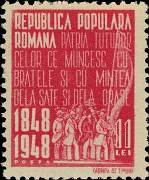 REPUBLICA POPULARA
ROMANA PATRIA TUTUROR
CELOR DE MUNCESC CU
BRATELE SI CU MINTEA
DELA SATE SI DELA ORASE
1848
1948
11
LEI
POSTA